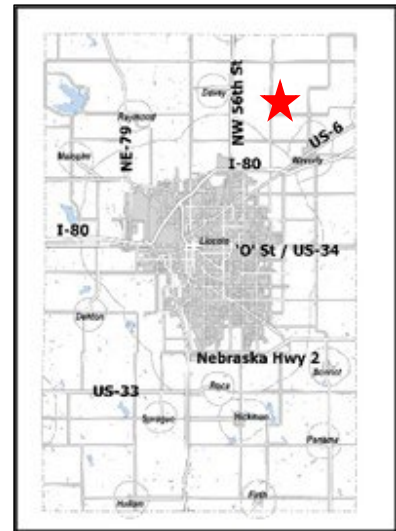 Davey
NW 56th St
Raymond
US-6
NE-79
Malcolm
Waverly
I-80
I-80
Lincoln
'O' St / US-34
Denton
Nebraska Hwy 2
Bennet
Roca
US-33
Sprague
Hickman
Panama
Hallam
Firth